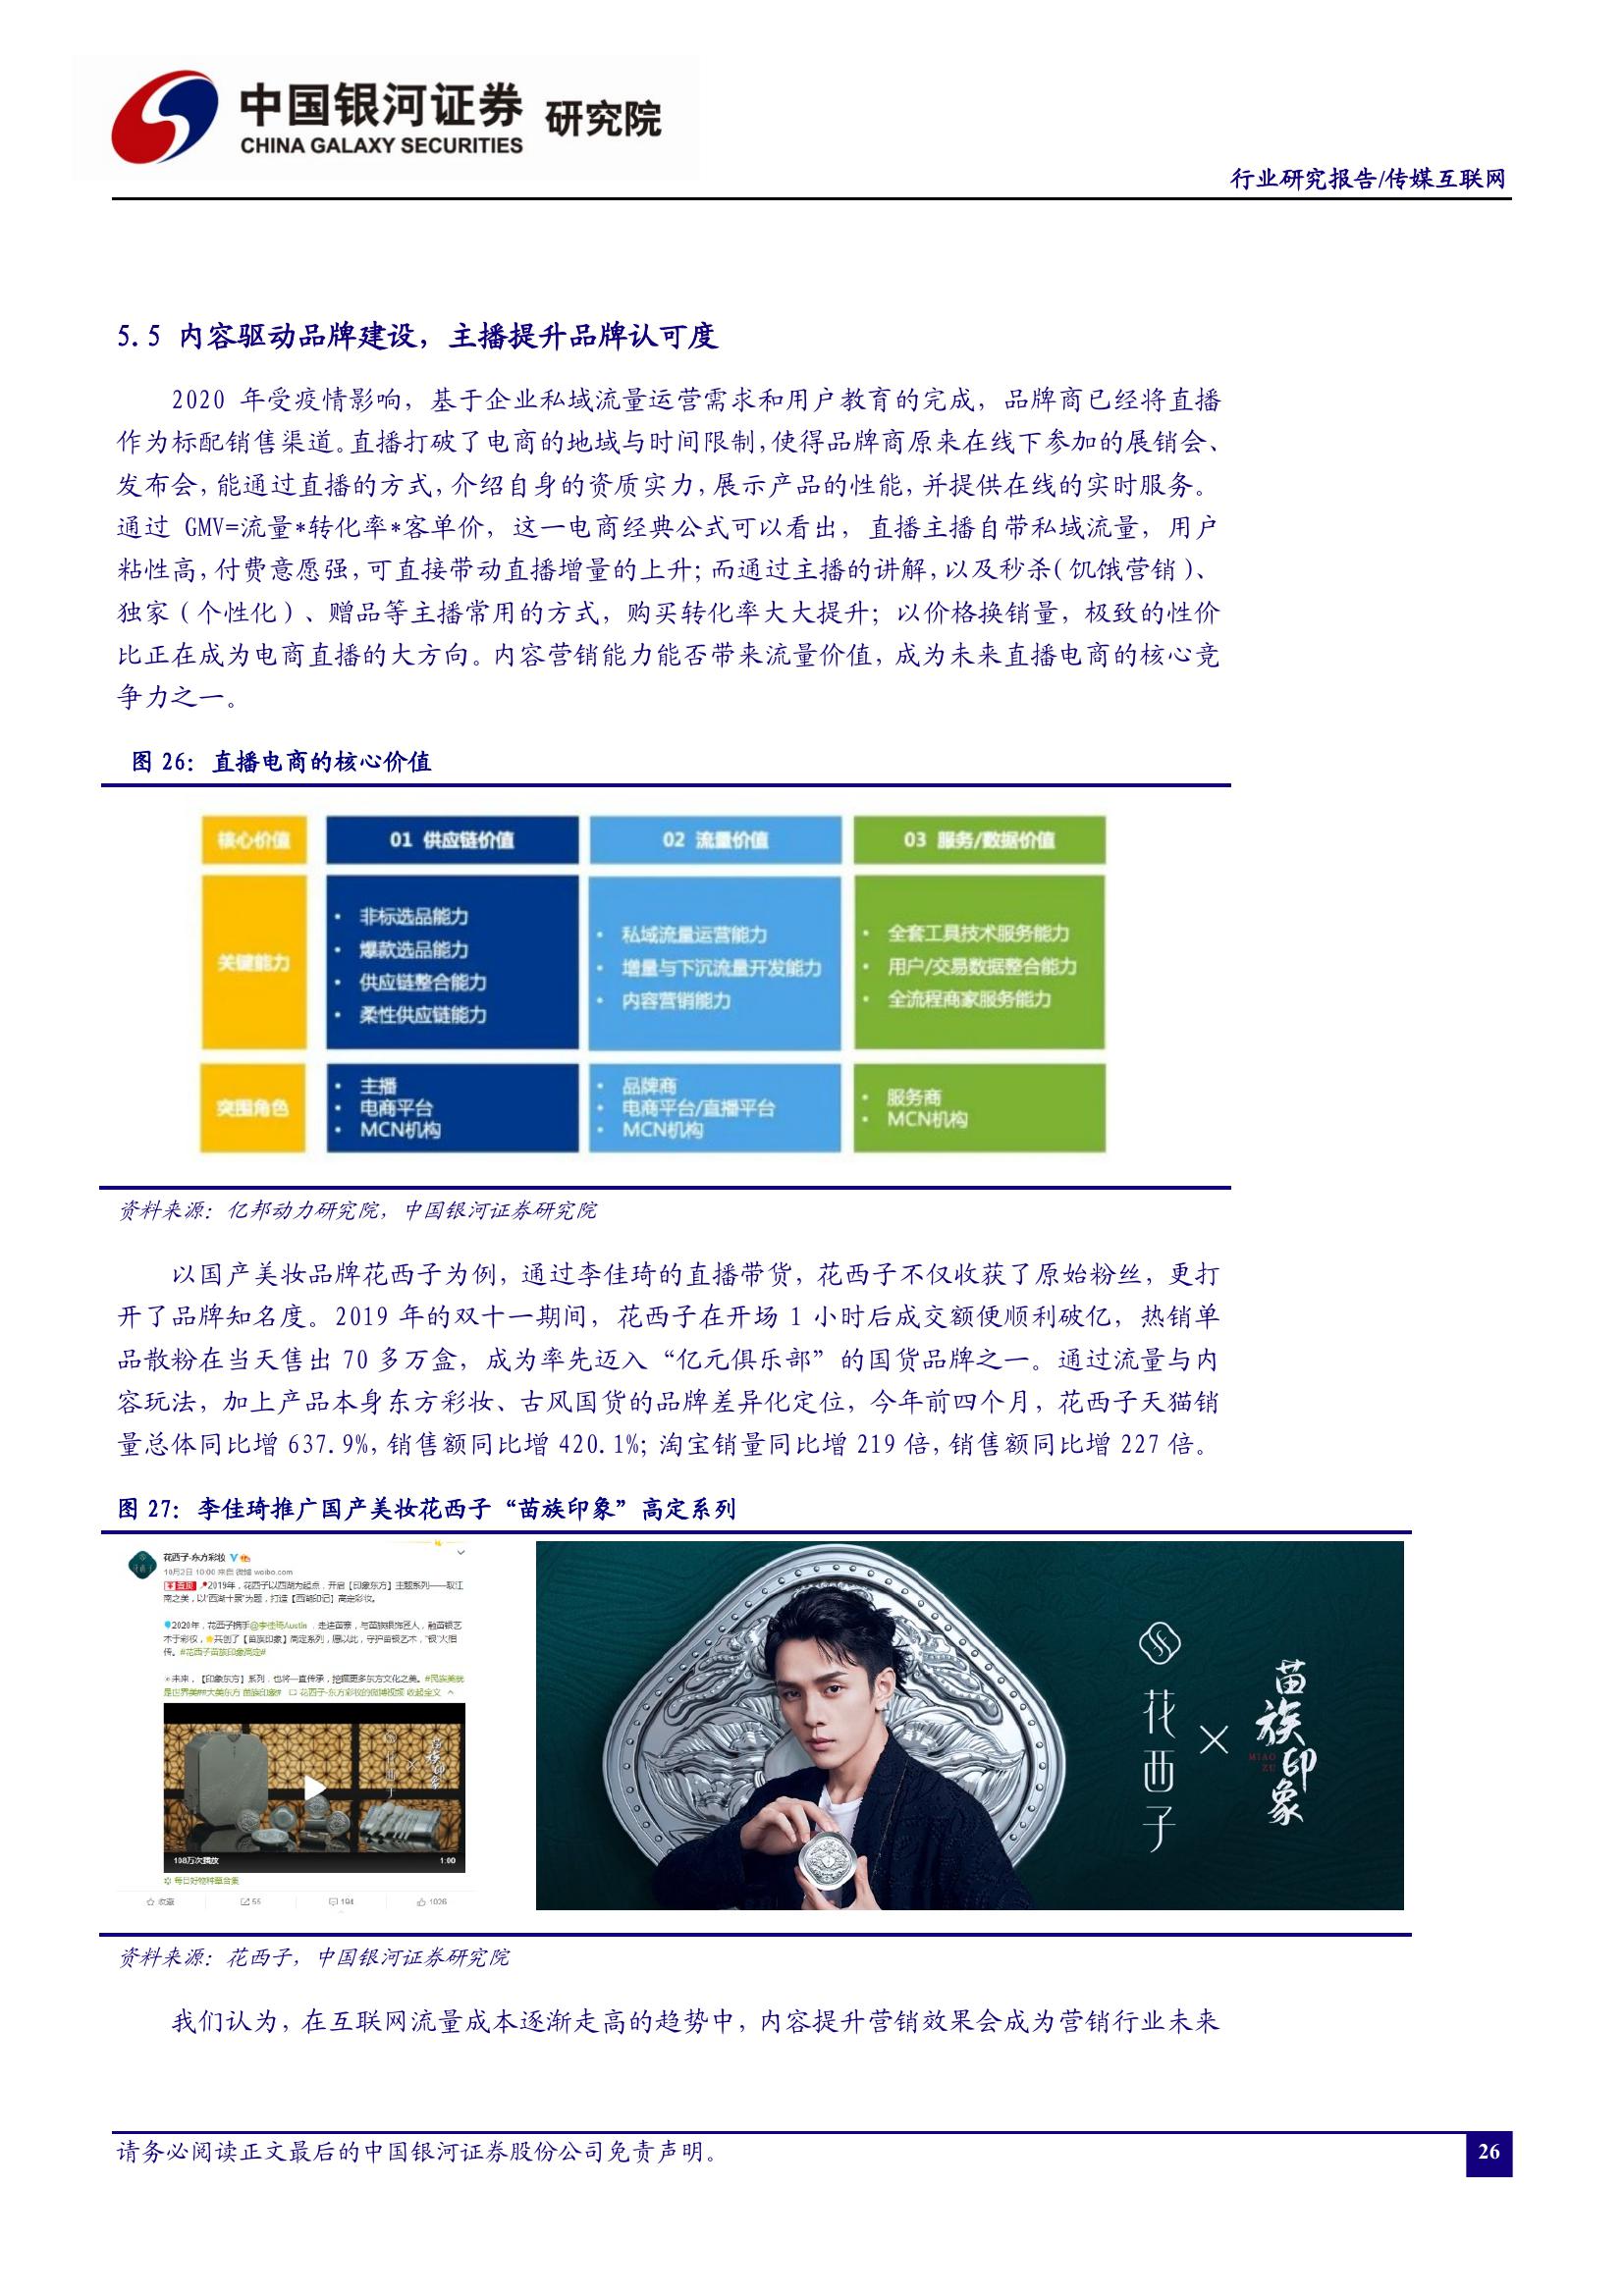 中国银河证券 研究院
CHINA GALAXY SECURITIES
行业研究报告/传媒互联网
5.5 内容驱动品牌建设，主播提升品牌认可度
2020 年受疫情影响，基于企业私域流量运营需求和用户教育的完成，品牌商已经将直播
作为标配销售渠道。直播打破了电商的地域与时间限制，使得品牌商原来在线下参加的展销会、
发布会，能通过直播的方式，介绍自身的资质实力，展示产品的性能，并提供在线的实时服务。
通过 GMV=流量*转化率*客单价，这一电商经典公式可以看出，直播主播自带私域流量，用户
粘性高，付费意愿强，可直接带动直播增量的上升；而通过主播的讲解，以及秒杀（饥饿营销）、
独家（个性化）、赠品等主播常用的方式，购买转化率大大提升；以价格换销量，极致的性价
比正在成为电商直播的大方向。内容营销能力能否带来流量价值，成为未来直播电商的核心竞
争力之一。
图 26：直播电商的核心价值
核心价值
01 供应链价值
02 流量价值
03 服务/数据价值
关键能力
• 非标选品能力
• 爆款选品能力
• 供应链整合能力
• 柔性供应链能力
• 私域流量运营能力
• 增量与下沉流量开发能力
• 内容营销能力
• 全套工具技术服务能力
• 用户/交易数据整合能力
• 全流程商家服务能力
突围角色
• 主播
• 电商平台
• MCN机构
• 品牌商
• 电商平台/直播平台
• MCN机构
• 服务商
• MCN机构
资料来源：亿邦动力研究院，中国银河证券研究院
以国产美妆品牌花西子为例，通过李佳琦的直播带货，花西子不仅收获了原始粉丝，更打
开了品牌知名度。2019 年的双十一期间，花西子在开场 1 小时后成交额便顺利破亿，热销单
品散粉在当天售出 70 多万盒，成为率先迈入“亿元俱乐部”的国货品牌之一。通过流量与内
容玩法，加上产品本身东方彩妆、古风国货的品牌差异化定位，今年前四个月，花西子天猫销
量总体同比增 637.9%，销售额同比增 420.1%；淘宝销量同比增 219 倍，销售额同比增 227 倍。
图 27：李佳琦推广国产美妆花西子“苗族印象”高定系列
花西子-东方彩妆
10月2日 10:00 来自 微博 weibo.com
2019年，花西子以西湖为起点，开启【印象东方】主题系列——取江
南之美，以“西湖十景”为题，打造【西湖印记】高定彩妆。
2020年，花西子携手@李佳琦Austin ，走进苗寨，与苗族银饰匠人，融苗银艺
术于彩妆，共创了【苗族印象】高定系列，愿以此，守护苗银艺术，“银”火相
传。#花西子苗族印象高定#
未来，【印象东方】系列，也将一直传承，挖掘更多东方文化之美。#民族美就
是世界美##大美东方 苗族印象# 花西子-东方彩妆的微博视频 收起全文
108万次播放
1:00
每日好物种草合集
收藏
55
194
1026
花西子
×
苗族印象
MIAO
ZU
资料来源：花西子，中国银河证券研究院
我们认为，在互联网流量成本逐渐走高的趋势中，内容提升营销效果会成为营销行业未来
请务必阅读正文最后的中国银河证券股份公司免责声明。
26